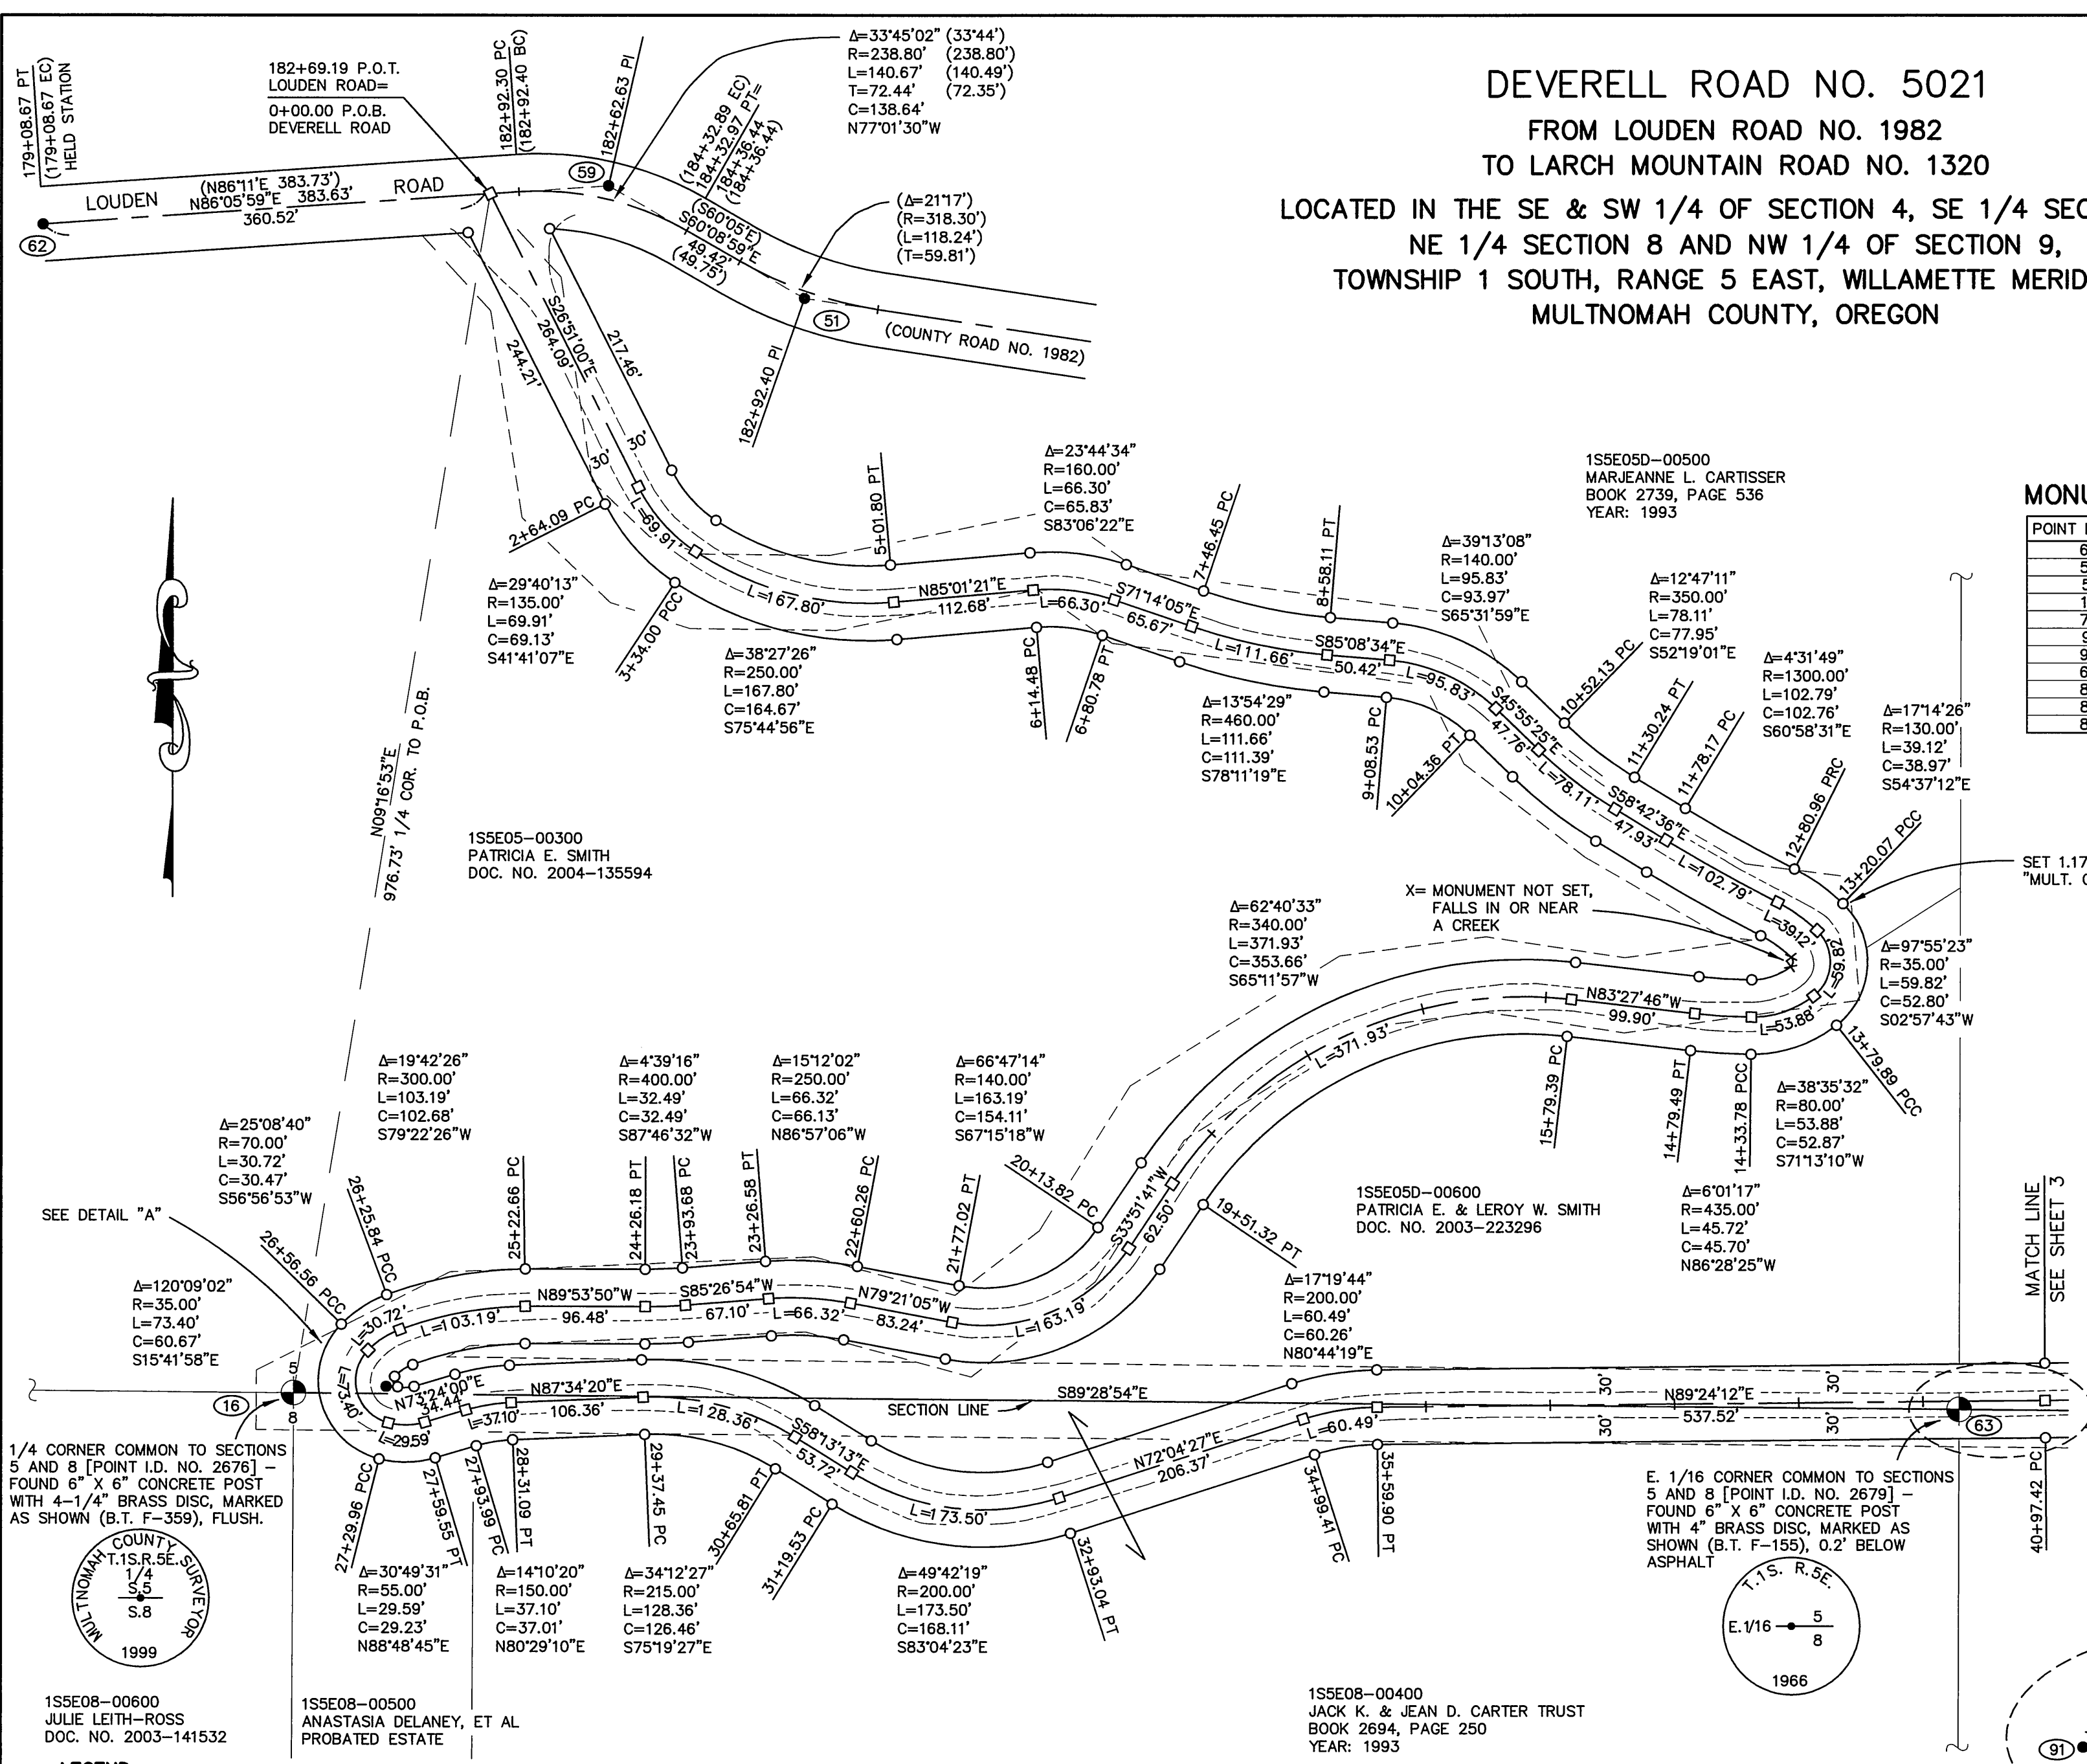 DEVERELL ROAD NO. 5021
FROM LOUDEN ROAD NO. 1982
TO LARCH MOUNTAIN ROAD NO. 1320
LOCATED IN THE SE & SW 1/4 OF SECTION 4, SE 1/4
NE 1/4 SECTION 8 AND NW 1/4 OF SECTION 9,
TOWNSHIP 1 SOUTH, RANGE 5 EAST, WILLAMETTE
MULTNOMAH COUNTY, OREGON
179+08.67 PT
(179+08.67 EC)
HELD STATION
182+69.19 P.O.T.
LOUDEN ROAD=
0+00.00 P.O.B.
DEVERELL ROAD
182+92.30 PC
(182+92.40 BC)
182+62.63 PI
59
Δ=33°45'02" (33°44')
R=238.80' (238.80')
L=140.67' (140.49')
T=72.44' (72.35')
C=138.64'
N77°01'30"W
(184+32.89 EC)
184+32.97 PT=
184+36.44
(184+36.44)
(Δ=21°17')
(R=318.30')
(L=118.24')
(T=59.81')
LOUDEN ROAD
(N86°11'E 383.73')
N86°05'59"E 383.63'
360.52'
62
(S60°05'E)
S60°08'59"E
49.42'
(49.75')
51
182+92.40 PI
(COUNTY ROAD NO. 1982)
S26°51'00"E
264.09'
244.21'
217.46'
30'
30'
2+64.09 PC
L=69.91'
Δ=29°40'13"
R=135.00'
L=69.91'
C=69.13'
S41°41'07"E
3+34.00 PCC
L=167.80'
Δ=38°27'26"
R=250.00'
L=167.80'
C=164.67'
S75°44'56"E
5+01.80 PT
N85°01'21"E
112.68'
6+14.48 PC
Δ=23°44'34"
R=160.00'
L=66.30'
C=65.83'
S83°06'22"E
L=66.30'
6+80.78 PT
S71°14'05"E
65.67'
7+46.45 PC
L=111.66'
Δ=13°54'29"
R=460.00'
L=111.66'
C=111.39'
S78°11'19"E
8+58.11 PT
S85°08'34"E
50.42'
9+08.53 PC
Δ=39°13'08"
R=140.00'
L=95.83'
C=93.97'
S65°31'59"E
L=95.83'
10+04.36 PT
S45°55'25"E
47.76'
10+52.13 PC
Δ=12°47'11"
R=350.00'
L=78.11'
C=77.95'
S52°19'01"E
L=78.11'
11+30.24 PT
S58°42'36"E
47.93'
11+78.17 PC
Δ=4°31'49"
R=1300.00'
L=102.79'
C=102.76'
S60°58'31"E
L=102.79'
12+80.96 PRC
Δ=17°14'26"
R=130.00'
L=39.12'
C=38.97'
S54°37'12"E
L=39.12'
13+20.07 PCC
1S5E05D-00500
MARJEANNE L. CARTISSER
BOOK 2739, PAGE 536
YEAR: 1993
POINT
SET 1.17
"MULT.
N09°16'53"E
976.73' 1/4 COR. TO P.O.B.
1S5E05-00300
PATRICIA E. SMITH
DOC. NO. 2004-135594
X= MONUMENT NOT SET,
FALLS IN OR NEAR
A CREEK
Δ=97°55'23"
R=35.00'
L=59.82'
C=52.80'
S02°57'43"W
L=59.82'
13+79.89 PCC
L=53.88'
Δ=38°35'32"
R=80.00'
L=53.88'
C=52.87'
S71°13'10"W
14+33.78 PCC
14+79.49 PT
Δ=6°01'17"
R=435.00'
L=45.72'
C=45.70'
N86°28'25"W
N83°27'46"W
99.90'
15+79.39 PC
Δ=62°40'33"
R=340.00'
L=371.93'
C=353.66'
S65°11'57"W
L=371.93'
19+51.32 PT
S33°51'41"W
62.50'
20+13.82 PC
1S5E05D-00600
PATRICIA E. & LEROY W. SMITH
DOC. NO. 2003-223296
Δ=66°47'14"
R=140.00'
L=163.19'
C=154.11'
S67°15'18"W
L=163.19'
21+77.02 PT
N79°21'05"W
83.24'
22+60.26 PC
Δ=15°12'02"
R=250.00'
L=66.32'
C=66.13'
N86°57'06"W
L=66.32'
23+26.58 PT
S85°26'54"W
67.10'
23+93.68 PC
Δ=4°39'16"
R=400.00'
L=32.49'
C=32.49'
S87°46'32"W
24+26.18 PT
N89°53'50"W
96.48'
25+22.66 PC
Δ=19°42'26"
R=300.00'
L=103.19'
C=102.68'
S79°22'26"W
L=103.19'
26+25.84 PCC
Δ=25°08'40"
R=70.00'
L=30.72'
C=30.47'
S56°56'53"W
L=30.72'
26+56.56 PCC
SEE DETAIL "A"
Δ=120°09'02"
R=35.00'
L=73.40'
C=60.67'
S15°41'58"E
L=73.40'
27+29.96 PCC
L=29.59'
Δ=30°49'31"
R=55.00'
L=29.59'
C=29.23'
N88°48'45"E
27+59.55 PT
N73°24'00"E
34.44'
27+93.99 PC
L=37.10'
Δ=14°10'20"
R=150.00'
L=37.10'
C=37.01'
N80°29'10"E
28+31.09 PT
N87°34'20"E
106.36'
29+37.45 PC
L=128.36'
Δ=34°12'27"
R=215.00'
L=128.36'
C=126.46'
S75°19'27"E
30+65.81 PT
S58°13'13"E
53.72'
31+19.53 PC
L=173.50'
Δ=49°42'19"
R=200.00'
L=173.50'
C=168.11'
S83°04'23"E
32+93.04 PT
N72°04'27"E
206.37'
34+99.41 PC
L=60.49'
Δ=17°19'44"
R=200.00'
L=60.49'
C=60.26'
N80°44'19"E
35+59.90 PT
S89°28'54"E
SECTION LINE
30'
30'
N89°24'12"E
537.52'
30'
30'
63
40+97.42 PC
MATCH LINE
SEE SHEET 3
16
5
8
1/4 CORNER COMMON TO SECTIONS
5 AND 8 [POINT I.D. NO. 2676] -
FOUND 6" X 6" CONCRETE POST
WITH 4-1/4" BRASS DISC, MARKED
AS SHOWN (B.T. F-359), FLUSH.
MULTNOMAH COUNTY SURVEYOR
T.1S.R.5E.
1/4
S.5
S.8
1999
E. 1/16 CORNER COMMON TO SECTIONS
5 AND 8 [POINT I.D. NO. 2679] -
FOUND 6" X 6" CONCRETE POST
WITH 4" BRASS DISC, MARKED AS
SHOWN (B.T. F-155), 0.2' BELOW
ASPHALT
T.1S. R.5E.
E.1/16 5
8
1966
1S5E08-00600
JULIE LEITH-ROSS
DOC. NO. 2003-141532
1S5E08-00500
ANASTASIA DELANEY, ET AL
PROBATED ESTATE
1S5E08-00400
JACK K. & JEAN D. CARTER TRUST
BOOK 2694, PAGE 250
YEAR: 1993
91